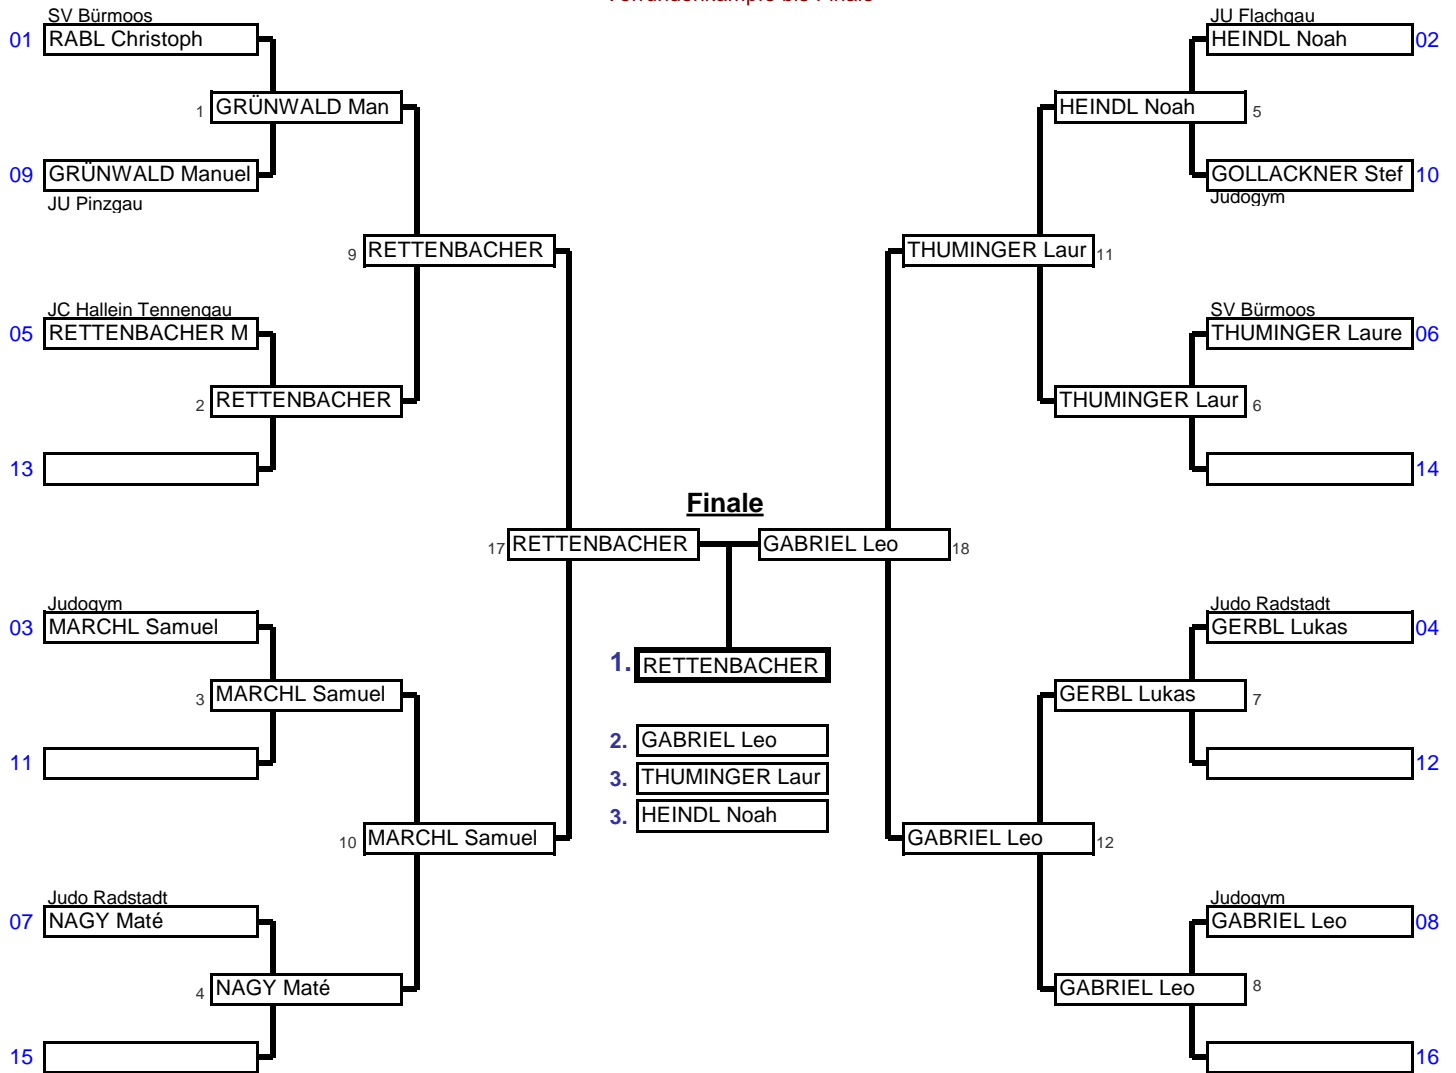 SV Bürmoos
01 RABL Christoph
1 GRÜNWALD Man
09 GRÜNWALD Manuel
JU Pinzgau
9 RETTENBACHER
JC Hallein Tennengau
05 RETTENBACHER M
2 RETTENBACHER
13
17 RETTENBACHER
Judogym
03 MARCHL Samuel
3 MARCHL Samuel
11
10 MARCHL Samuel
Judo Radstadt
07 NAGY Maté
4 NAGY Maté
15
Finale
1. RETTENBACHER
2. GABRIEL Leo
3. THUMINGER Laur
3. HEINDL Noah
JU Flachgau
HEINDL Noah 02
HEINDL Noah 5
GOLLACKNER Stef 10
Judogym
THUMINGER Laur 11
SV Bürmoos
THUMINGER Laure 06
THUMINGER Laur 6
14
GABRIEL Leo 18
Judo Radstadt
GERBL Lukas 04
GERBL Lukas 7
12
GABRIEL Leo 12
Judogym
GABRIEL Leo 08
GABRIEL Leo 8
16